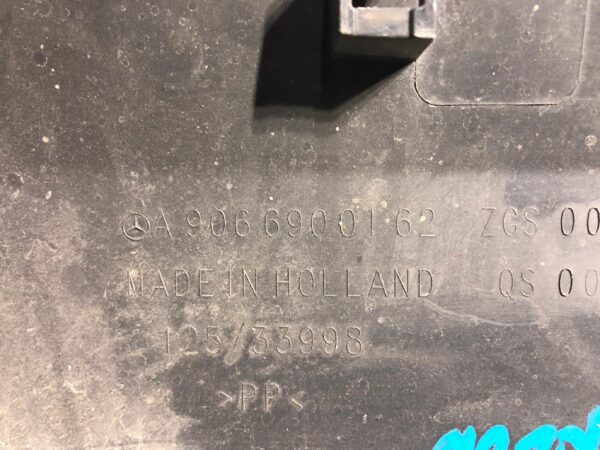 A 906 690 01 62 ZGS 00
MADE IN HOLLAND QS 00
125/33998
>PP<